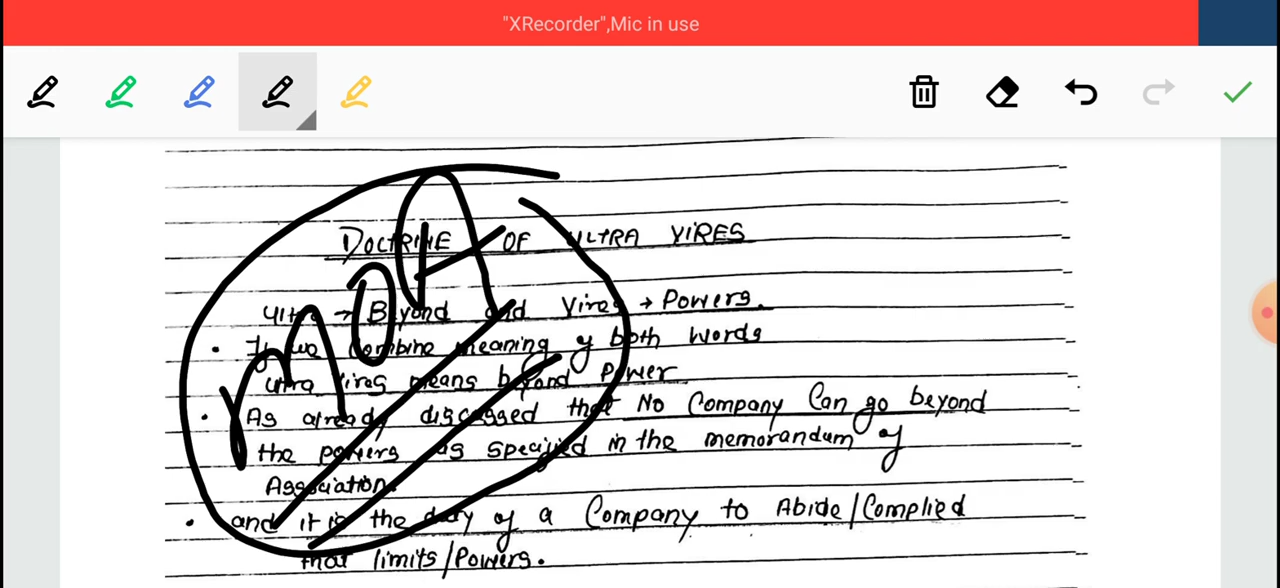 "XRecorder",Mic in use
DOCTRINE OF ULTRA VIRES
Ultra → Beyond and Vires → Powers.
• If we combine meaning of both words
Ultra Vires means beyond Power
• As already discussed that No Company Can go beyond
the powers as specified in the memorandum of
Association.
• and it is the duty of a Company to Abide/Complied
that limits/Powers.
MOA